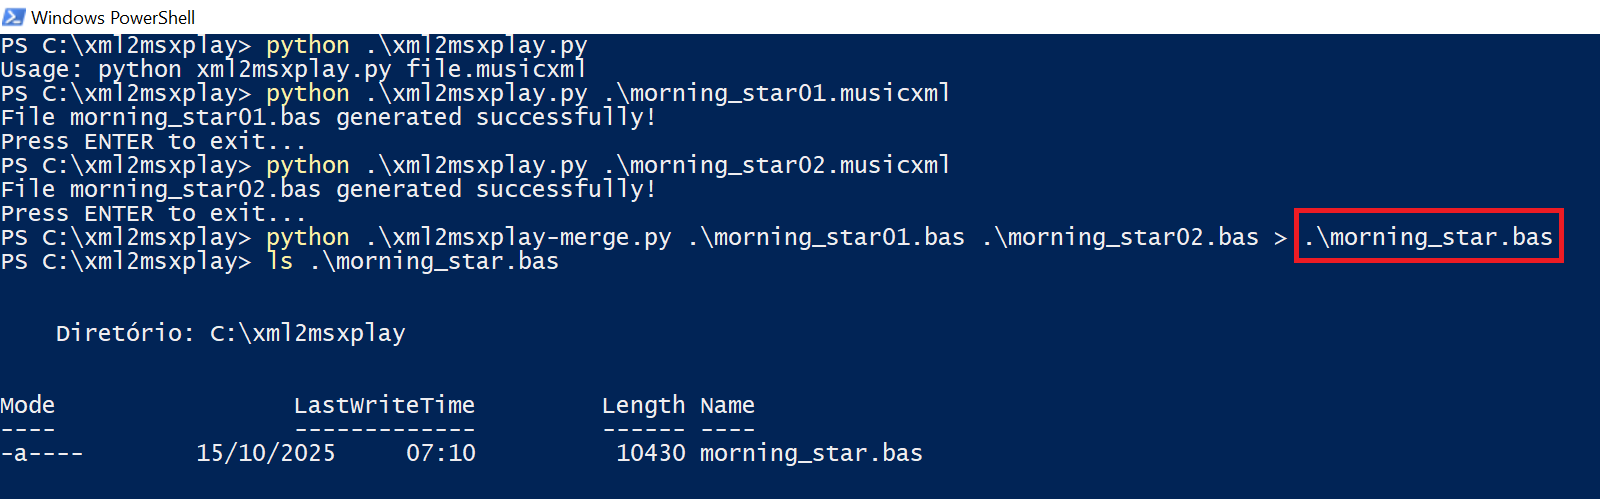 Windows PowerShell
PS C:\xml2msxplay> python .\xml2msxplay.py
Usage: python xml2msxplay.py file.musicxml
PS C:\xml2msxplay> python .\xml2msxplay.py .\morning_star01.musicxml
File morning_star01.bas generated successfully!
Press ENTER to exit...
PS C:\xml2msxplay> python .\xml2msxplay.py .\morning_star02.musicxml
File morning_star02.bas generated successfully!
Press ENTER to exit...
PS C:\xml2msxplay> python .\xml2msxplay-merge.py .\morning_star01.bas .\morning_star02.bas > .\morning_star.bas
PS C:\xml2msxplay> ls .\morning_star.bas
Diretório: C:\xml2msxplay
Mode LastWriteTime Length Name
---- ------------- ------ ----
-a---- 15/10/2025 07:10 10430 morning_star.bas